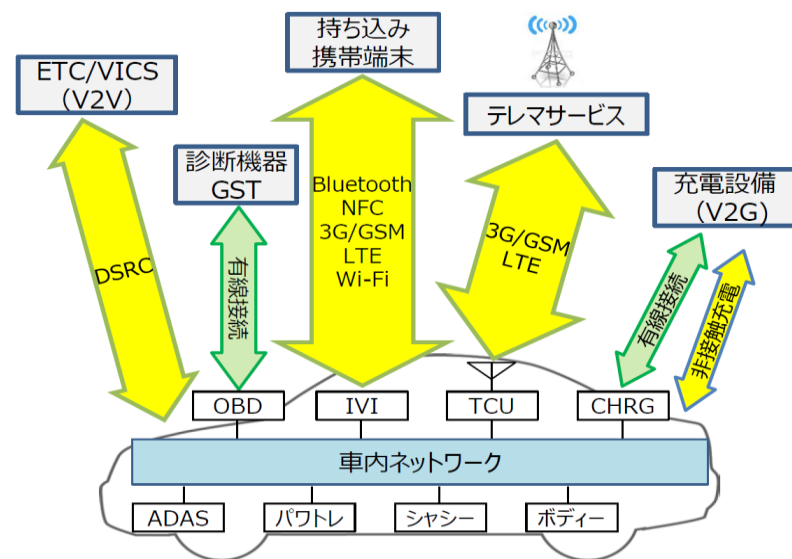 ETC/VICS
（V2V）
持ち込み
携帯端末
テレマサービス
診断機器
GST
充電設備
（V2G）
DSRC
有線接続
Bluetooth
NFC
3G/GSM
LTE
Wi-Fi
3G/GSM
LTE
有線接続
非接触充電
OBD
IVI
TCU
CHRG
車内ネットワーク
ADAS
パワトレ
シャシー
ボディー